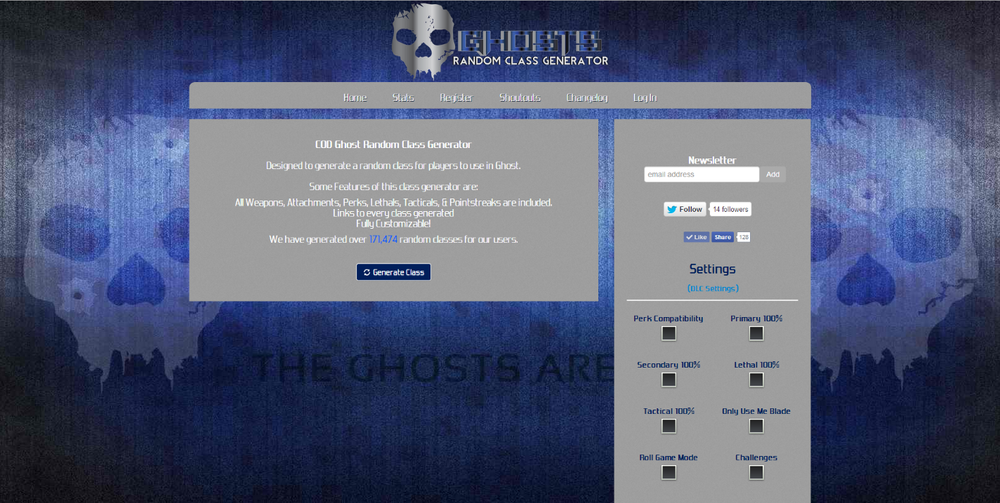 GHOSTS
RANDOM CLASS GENERATOR
Home Stats Register Shoutouts Changelog Log In
COD Ghost Random Class Generator
Designed to generate a random class for players to use in Ghost.
Some Features of this class generator are:
All Weapons, Attachments, Perks, Lethals, Tacticals, & Pointstreaks are included.
Links to every class generated
Fully Customizable!
We have generated over 171,474 random classes for our users.
Generate Class
Newsletter
email address Add
Follow 14 followers
Like Share 128
Settings
(DLC Settings)
Perk Compatibility Primary 100%
Secondary 100% Lethal 100%
Tactical 100% Only Use Me Blade
Roll Game Mode Challenges
THE GHOSTS ARE